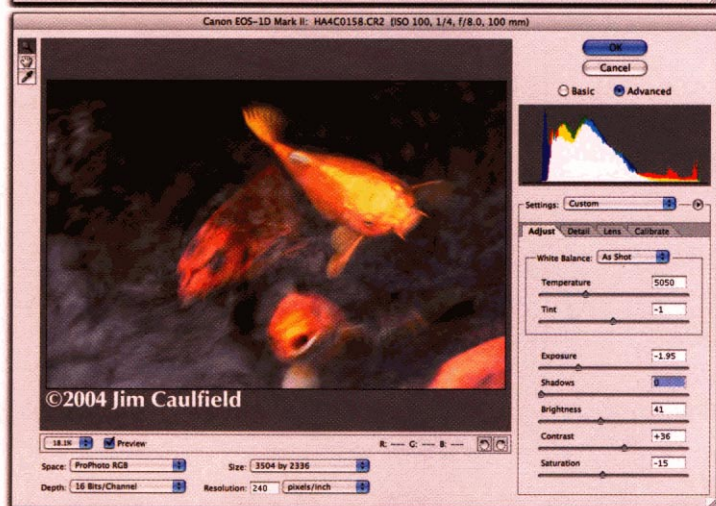 Canon EOS-1D Mark II: HA4C0158.CR2 (ISO 100, 1/4, f/8.0, 100 mm)
OK
Cancel
Basic Advanced
Settings: Custom
Adjust Detail Lens Calibrate
White Balance: As Shot
Temperature 5050
Tint -1
Exposure -1.95
Shadows 0
Brightness 41
Contrast +36
Saturation -15
©2004 Jim Caulfield
18.1% Preview R: --- G: --- B: ---
Space: ProPhoto RGB Size: 3504 by 2336
Depth: 16 Bits/Channel Resolution: 240 pixels/inch